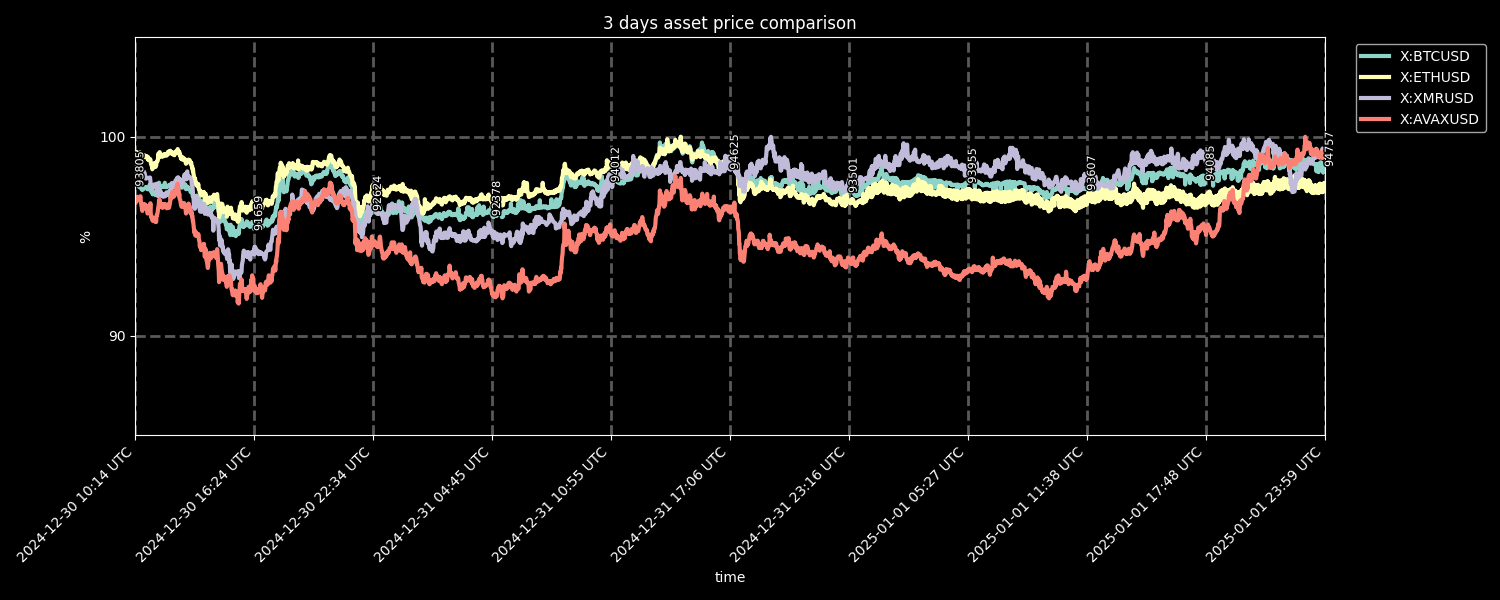 3 days asset price comparison
X:BTCUSD
X:ETHUSD
X:XMRUSD
X:AVAXUSD
100
90
%
93805
91659
92624
92378
94012
94625
93501
93955
93607
94085
94757
2024-12-30 10:14 UTC
2024-12-30 16:24 UTC
2024-12-30 22:34 UTC
2024-12-31 04:45 UTC
2024-12-31 10:55 UTC
2024-12-31 17:06 UTC
2024-12-31 23:16 UTC
2025-01-01 05:27 UTC
2025-01-01 11:38 UTC
2025-01-01 17:48 UTC
2025-01-01 23:59 UTC
time